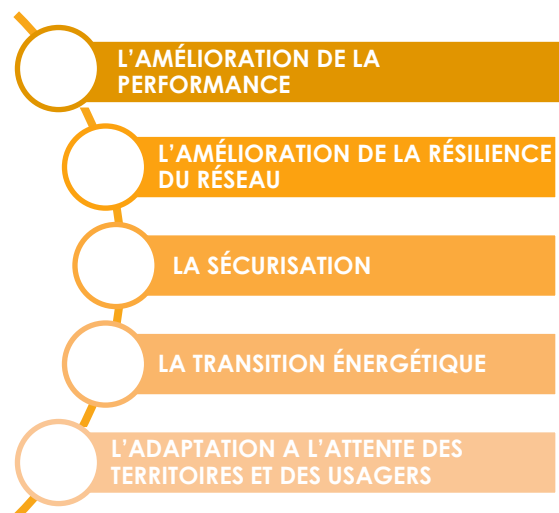 L’AMÉLIORATION DE LA
PERFORMANCE
L’AMÉLIORATION DE LA RÉSILIENCE
DU RÉSEAU
LA SÉCURISATION
LA TRANSITION ÉNERGÉTIQUE
L’ADAPTATION A L’ATTENTE DES
TERRITOIRES ET DES USAGERS